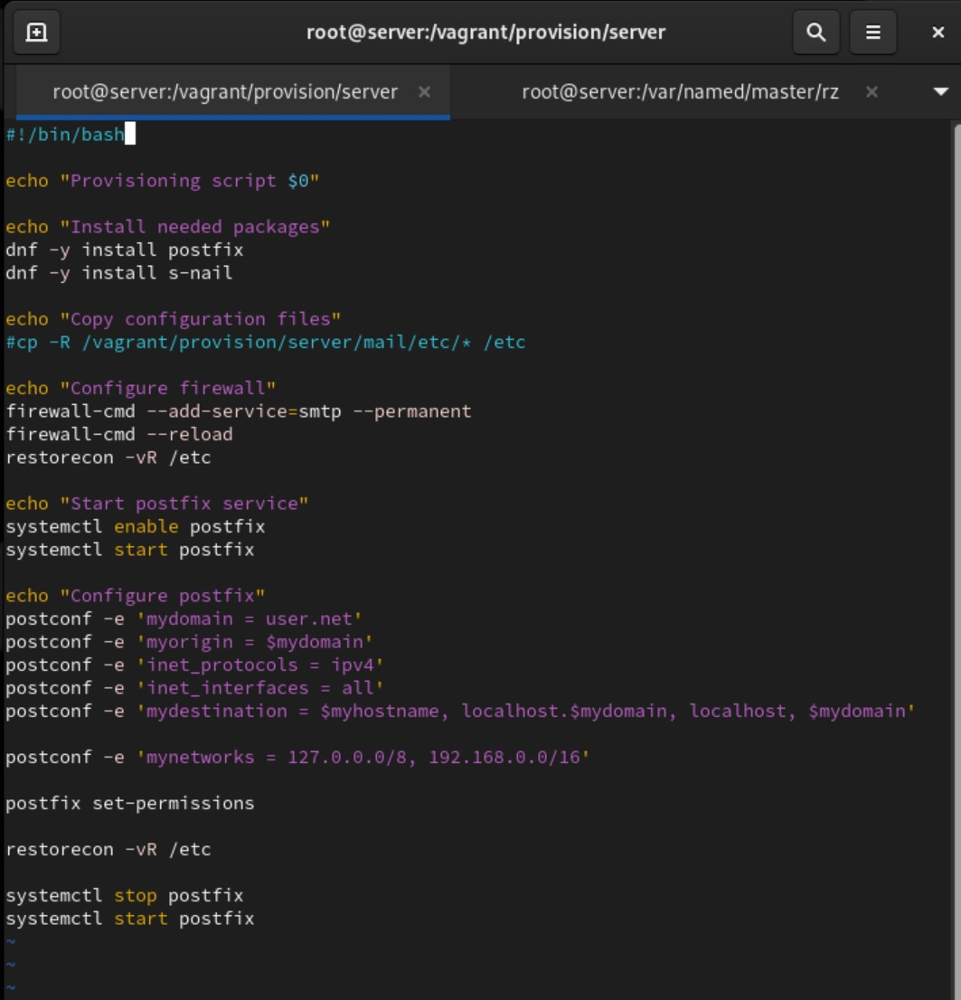 root@server:/vagrant/provision/server
root@server:/vagrant/provision/server
root@server:/var/named/master/rz
#!/bin/bash
echo "Provisioning script $0"
echo "Install needed packages"
dnf -y install postfix
dnf -y install s-nail
echo "Copy configuration files"
#cp -R /vagrant/provision/server/mail/etc/* /etc
echo "Configure firewall"
firewall-cmd --add-service=smtp --permanent
firewall-cmd --reload
restorecon -vR /etc
echo "Start postfix service"
systemctl enable postfix
systemctl start postfix
echo "Configure postfix"
postconf -e 'mydomain = user.net'
postconf -e 'myorigin = $mydomain'
postconf -e 'inet_protocols = ipv4'
postconf -e 'inet_interfaces = all'
postconf -e 'mydestination = $myhostname, localhost.$mydomain, localhost, $mydomain'
postconf -e 'mynetworks = 127.0.0.0/8, 192.168.0.0/16'
postfix set-permissions
restorecon -vR /etc
systemctl stop postfix
systemctl start postfix
~
~
~